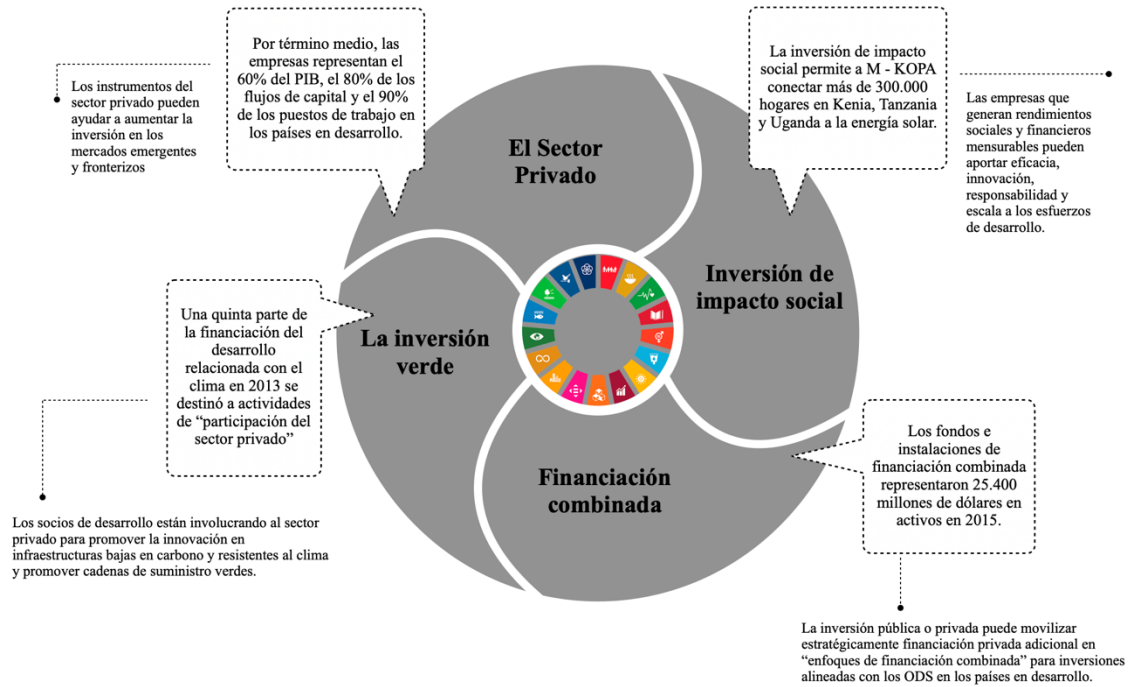 Por término medio, las
empresas representan el
60% del PIB, el 80% de los
flujos de capital y el 90%
de los puestos de trabajo en
los países en desarrollo.
Los instrumentos del
sector privado pueden
ayudar a aumentar la
inversión en los
mercados emergentes
y fronterizos
La inversión de impacto
social permite a M - KOPA
conectar más de 300.000
hogares en Kenia, Tanzania
y Uganda a la energía solar.
Las empresas que
generan rendimientos
sociales y financieros
mensurables pueden
aportar eficacia,
innovación,
responsabilidad y
escala a los esfuerzos
de desarrollo.
El Sector
Privado
Inversión de
impacto social
La inversión
verde
Financiación
combinada
Una quinta parte de
la financiación del
desarrollo
relacionada con el
clima en 2013 se
destinó a actividades
de “participación del
sector privado”
Los socios de desarrollo están involucrando al sector
privado para promover la innovación en
infraestructuras bajas en carbono y resistentes al clima
y promover cadenas de suministro verdes.
Los fondos e
instalaciones de
financiación combinada
representaron 25.400
millones de dólares en
activos en 2015.
La inversión pública o privada puede movilizar
estratégicamente financiación privada adicional en
“enfoques de financiación combinada” para inversiones
alineadas con los ODS en los países en desarrollo.